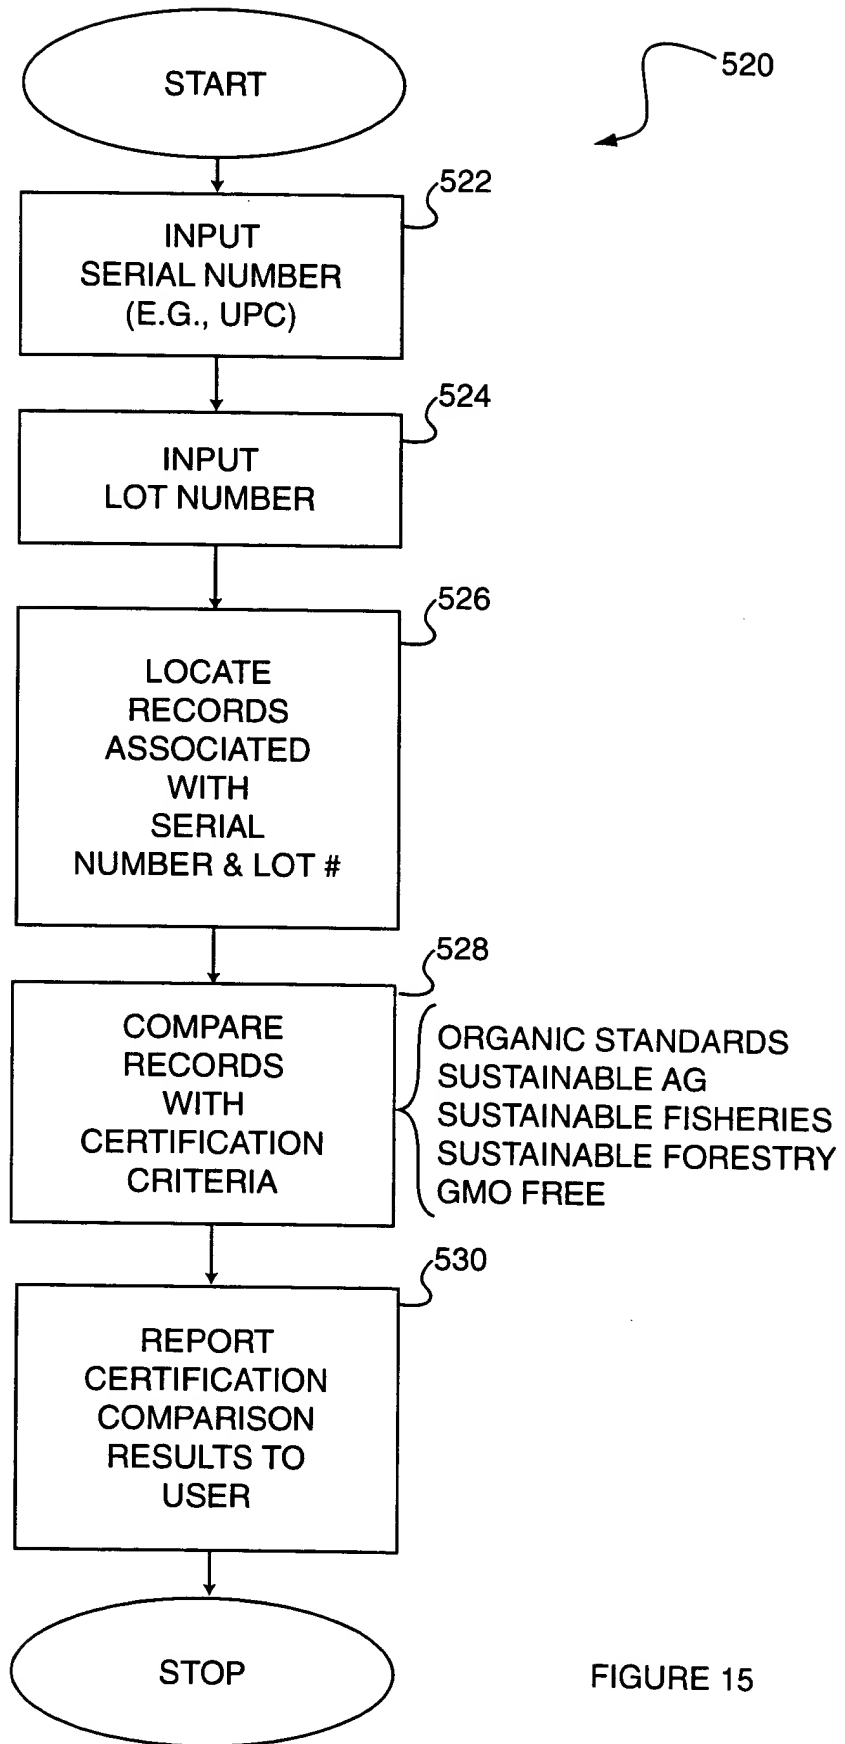 START
520
522
INPUT
SERIAL NUMBER
(E.G., UPC)
524
INPUT
LOT NUMBER
526
LOCATE
RECORDS
ASSOCIATED
WITH
SERIAL
NUMBER & LOT #
528
COMPARE
RECORDS
WITH
CERTIFICATION
CRITERIA
ORGANIC STANDARDS
SUSTAINABLE AG
SUSTAINABLE FISHERIES
SUSTAINABLE FORESTRY
GMO FREE
530
REPORT
CERTIFICATION
COMPARISON
RESULTS TO
USER
STOP
FIGURE 15